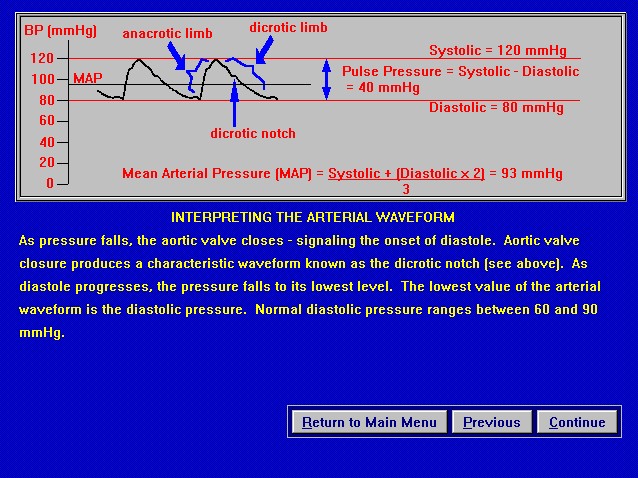 BP (mmHg)
anacrotic limb
dicrotic limb
120
100
80
60
40
20
0
MAP
Systolic = 120 mmHg
Pulse Pressure = Systolic - Diastolic
= 40 mmHg
Diastolic = 80 mmHg
dicrotic notch
Mean Arterial Pressure (MAP) = Systolic + (Diastolic x 2) = 93 mmHg
3
INTERPRETING THE ARTERIAL WAVEFORM
As pressure falls, the aortic valve closes - signaling the onset of diastole. Aortic valve
closure produces a characteristic waveform known as the dicrotic notch (see above). As
diastole progresses, the pressure falls to its lowest level. The lowest value of the arterial
waveform is the diastolic pressure. Normal diastolic pressure ranges between 60 and 90
mmHg.
Return to Main Menu
Previous
Continue